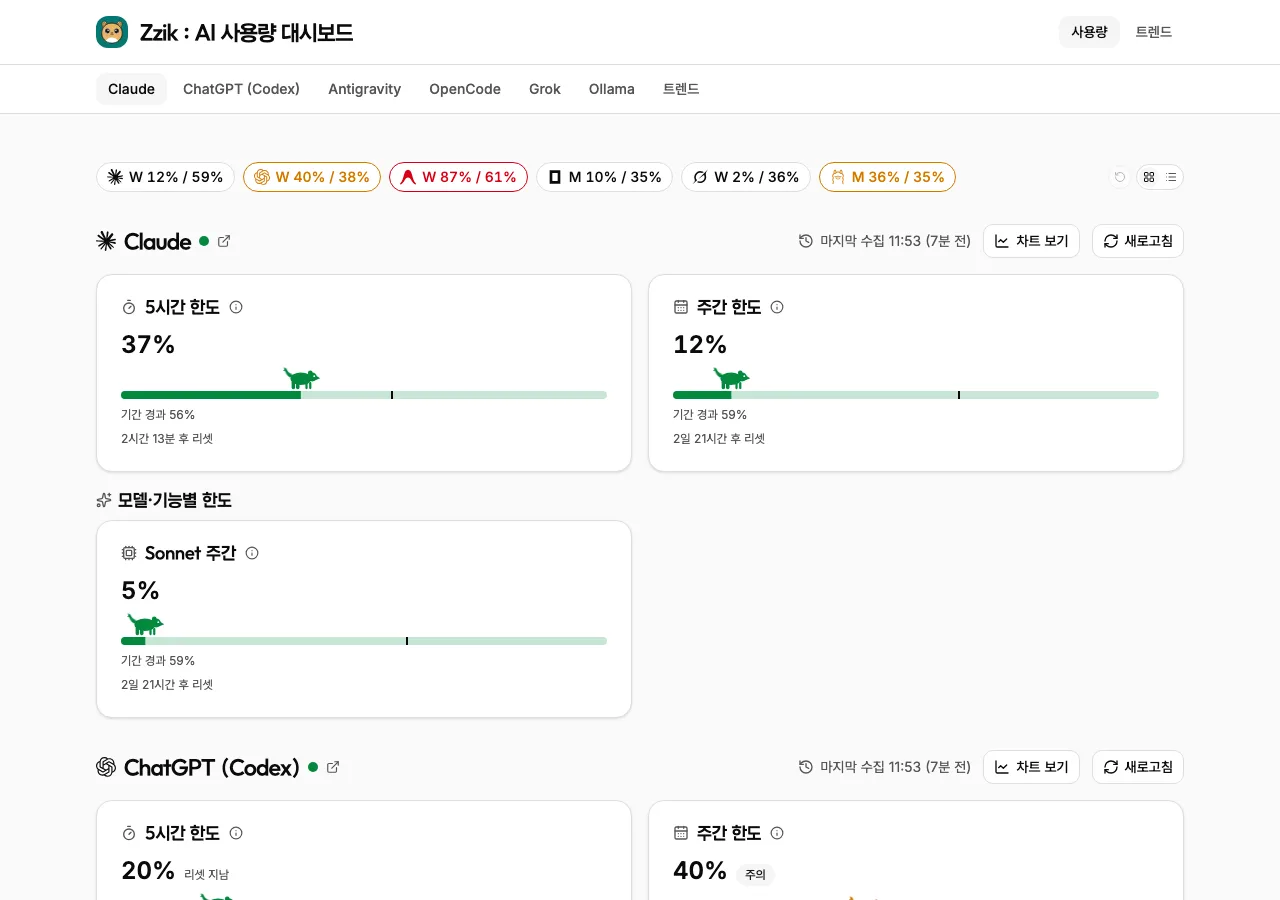 Zzik : AI 사용량 대시보드
사용량
트렌드
Claude
ChatGPT (Codex)
Antigravity
OpenCode
Grok
Ollama
트렌드
W 12% / 59%
W 40% / 38%
W 87% / 61%
M 10% / 35%
W 2% / 36%
M 36% / 35%
Claude
마지막 수집 11:53 (7분 전)
차트 보기
새로고침
5시간 한도
37%
기간 경과 56%
2시간 13분 후 리셋
주간 한도
12%
기간 경과 59%
2일 21시간 후 리셋
모델·기능별 한도
Sonnet 주간
5%
기간 경과 59%
2일 21시간 후 리셋
ChatGPT (Codex)
마지막 수집 11:53 (7분 전)
차트 보기
새로고침
5시간 한도
20% 리셋 지남
주간 한도
40% 주의